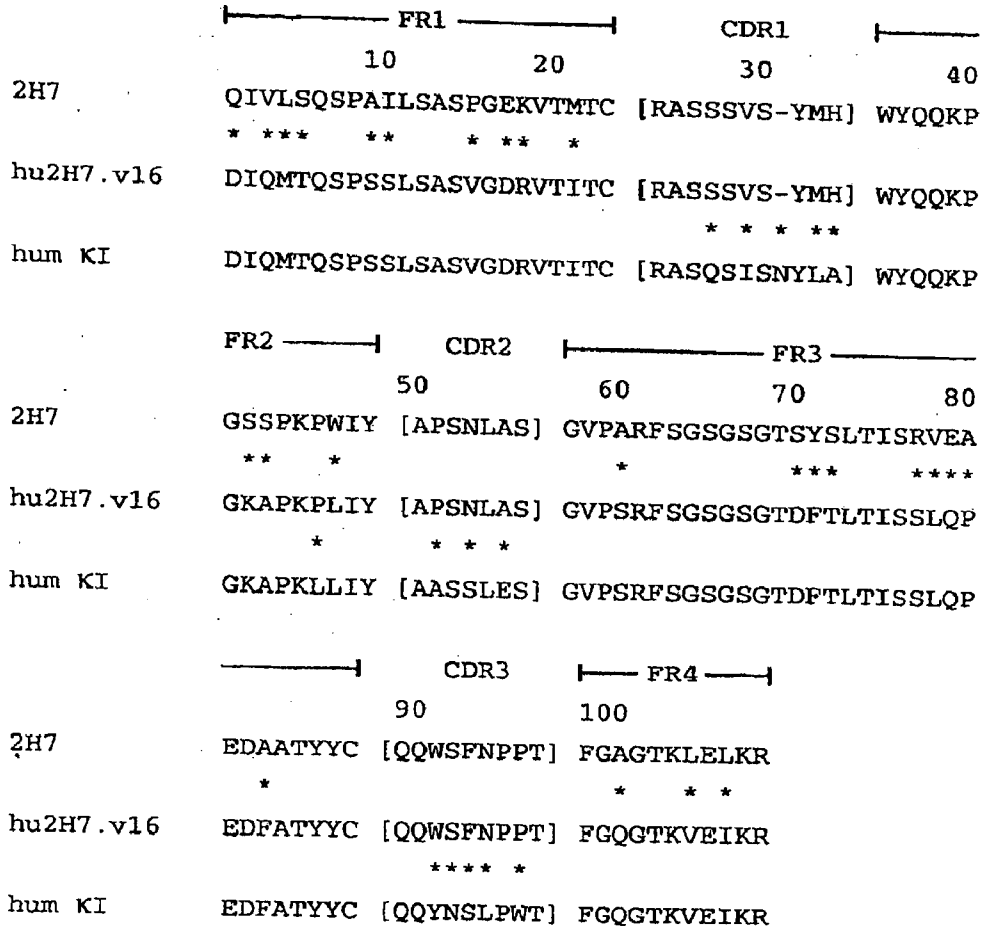 FR1 CDR1
10 20 30 40
2H7 QIVLSQSPAILSASPGEKVTMTC [RASSSVS-YMH] WYQQKP
* *** ** * ** *
hu2H7.v16 DIQMTQSPSSLSASVGDRVTITC [RASSSVS-YMH] WYQQKP
* * * **
hum κI DIQMTQSPSSLSASVGDRVTITC [RASQSISNYLA] WYQQKP
FR2 CDR2 FR3
50 60 70 80
2H7 GSSPKPWIY [APSNLAS] GVPARFSGSGSGTSYSLTISRVEA
** * * *** ****
hu2H7.v16 GKAPKPLIY [APSNLAS] GVPSRFSGSGSGTDFTLTISSLQP
* * * *
hum κI GKAPKLLIY [AASSLES] GVPSRFSGSGSGTDFTLTISSLQP
CDR3 FR4
90 100
2H7 EDAATYYC [QQWSFNPPT] FGAGTKLELKR
* * * *
hu2H7.v16 EDFATYYC [QQWSFNPPT] FGQGTKVEIKR
**** *
hum κI EDFATYYC [QQYNSLPWT] FGQGTKVEIKR